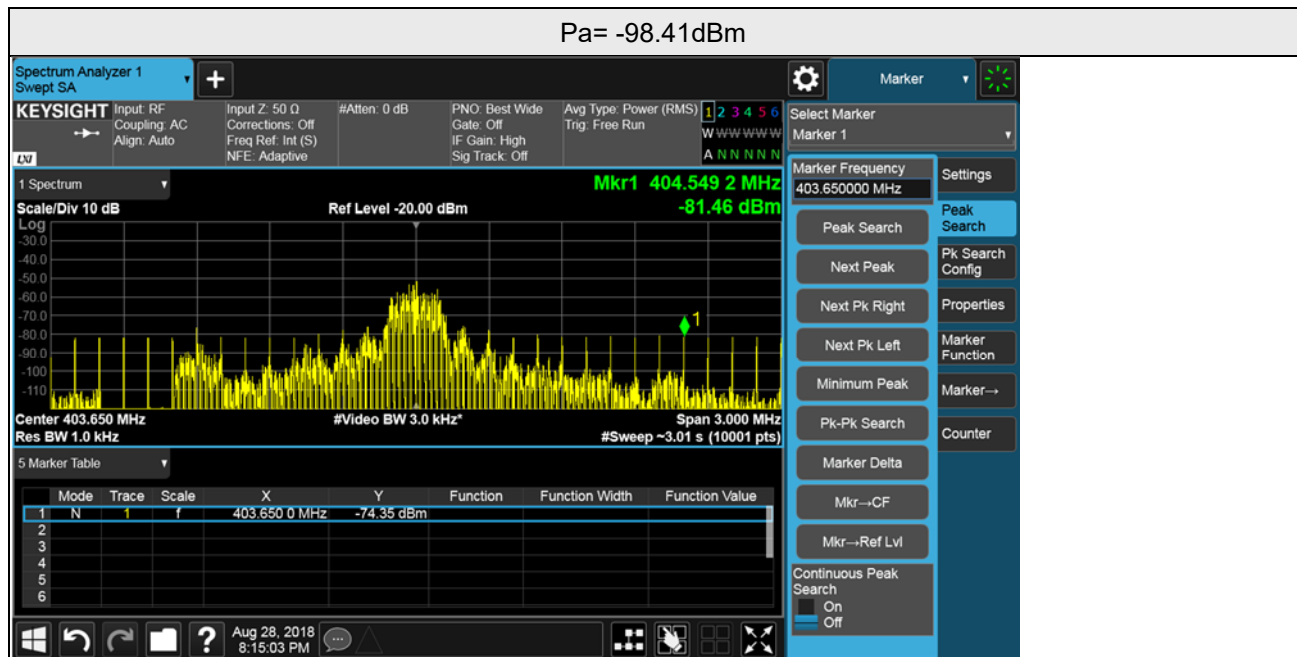 Pa= -98.41dBm
Spectrum Analyzer 1
Swept SA
+
Marker
KEYSIGHT
Input: RF
Coupling: AC
Align: Auto
Input Z: 50 Ω
Corrections: Off
Freq Ref: Int (S)
NFE: Adaptive
#Atten: 0 dB
PNO: Best Wide
Gate: Off
IF Gain: High
Sig Track: Off
Avg Type: Power (RMS)
Trig: Free Run
1 2 3 4 5 6
W W W W W W
A N N N N N
LXI
Select Marker
Marker 1
1 Spectrum
Mkr1 404.549 2 MHz
Scale/Div 10 dB
Ref Level -20.00 dBm
-81.46 dBm
Log
-30.0
-40.0
-50.0
-60.0
-70.0
-80.0
-90.0
-100
-110
1
Center 403.650 MHz
#Video BW 3.0 kHz*
Span 3.000 MHz
Res BW 1.0 kHz
#Sweep ~3.01 s (10001 pts)
5 Marker Table
Mode Trace Scale X Y Function Function Width Function Value
1 N 1 f 403.650 0 MHz -74.35 dBm
2
3
4
5
6
Marker Frequency
403.650000 MHz
Peak Search
Next Peak
Next Pk Right
Next Pk Left
Minimum Peak
Pk-Pk Search
Marker Delta
Mkr→CF
Mkr→Ref Lvl
Continuous Peak
Search
On
Off
Settings
Peak
Search
Pk Search
Config
Properties
Marker
Function
Marker→
Counter
?
Aug 28, 2018
8:15:03 PM